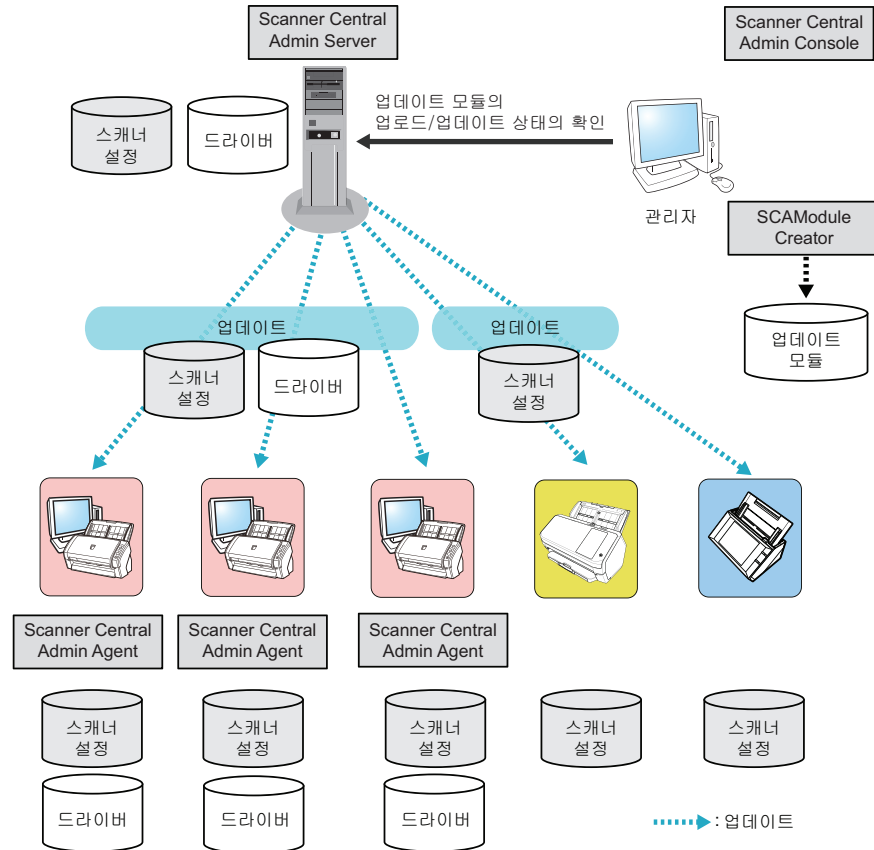 Scanner Central
Admin Server
Scanner Central
Admin Console
업데이트 모듈의
업로드/업데이트 상태의 확인
스캐너
설정
드라이버
관리자
SCAModule
Creator
업데이트
모듈
업데이트
업데이트
스캐너
설정
드라이버
스캐너
설정
Scanner Central
Admin Agent
Scanner Central
Admin Agent
Scanner Central
Admin Agent
스캐너
설정
스캐너
설정
스캐너
설정
스캐너
설정
스캐너
설정
드라이버
드라이버
드라이버
: 업데이트